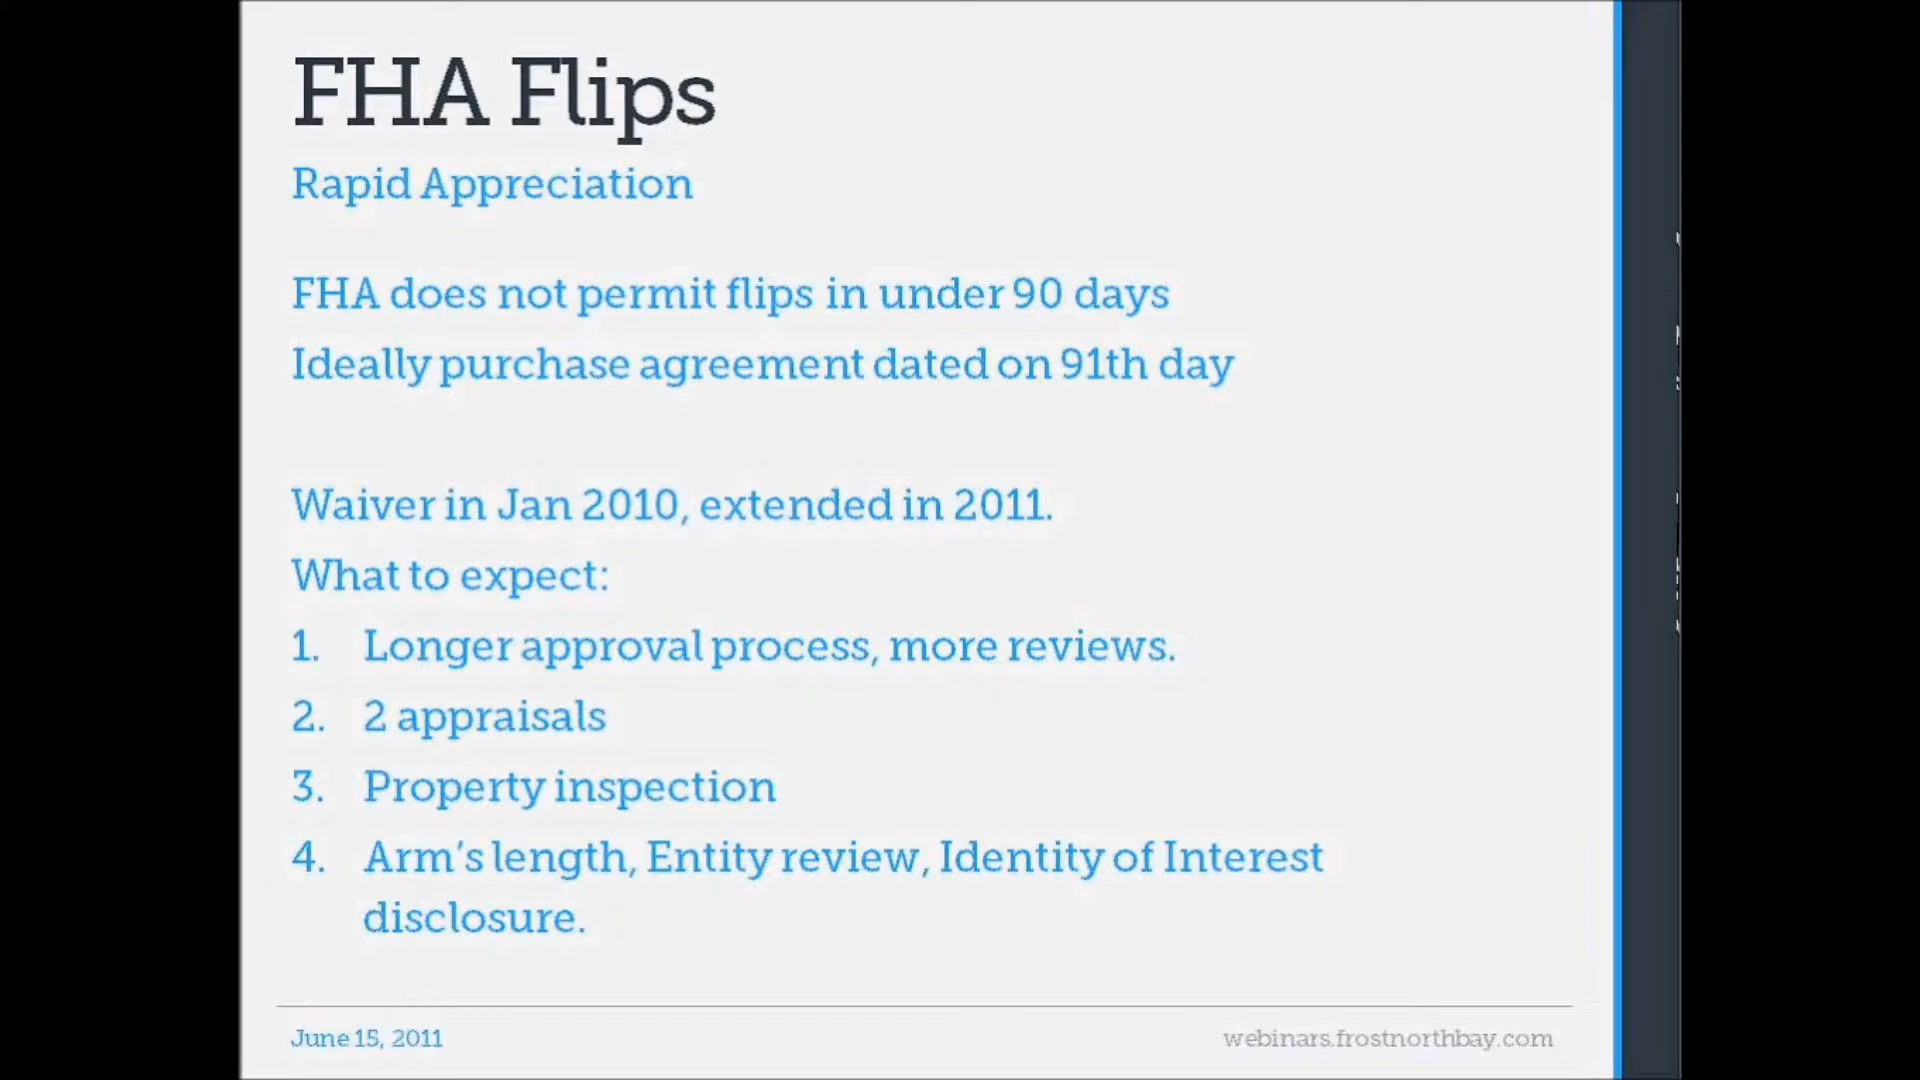 FHA Flips
Rapid Appreciation
FHA does not permit flips in under 90 days
Ideally purchase agreement dated on 91th day
Waiver in Jan 2010, extended in 2011.
What to expect:
1. Longer approval process, more reviews.
2. 2 appraisals
3. Property inspection
4. Arm's length, Entity review, Identity of Interest
disclosure.
June 15, 2011
webinars.frostnorthbay.com